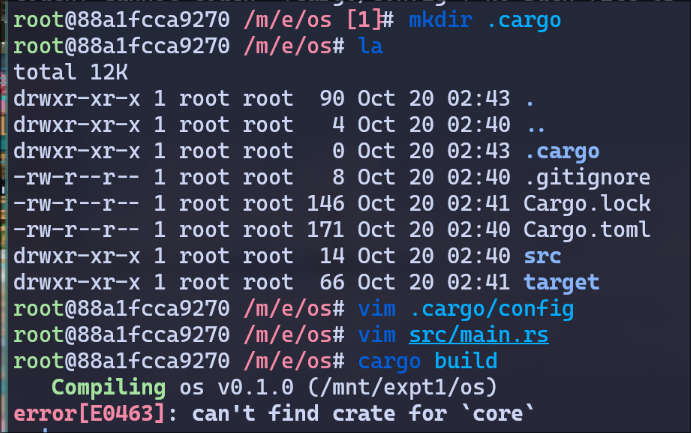 root@88a1fcca9270 /m/e/os [1]# mkdir .cargo
root@88a1fcca9270 /m/e/os# la
total 12K
drwxr-xr-x 1 root root  90 Oct 20 02:43 .
drwxr-xr-x 1 root root   4 Oct 20 02:40 ..
drwxr-xr-x 1 root root   0 Oct 20 02:43 .cargo
-rw-r--r-- 1 root root   8 Oct 20 02:40 .gitignore
-rw-r--r-- 1 root root 146 Oct 20 02:41 Cargo.lock
-rw-r--r-- 1 root root 171 Oct 20 02:40 Cargo.toml
drwxr-xr-x 1 root root  14 Oct 20 02:40 src
drwxr-xr-x 1 root root  66 Oct 20 02:41 target
root@88a1fcca9270 /m/e/os# vim .cargo/config
root@88a1fcca9270 /m/e/os# vim src/main.rs
root@88a1fcca9270 /m/e/os# cargo build
   Compiling os v0.1.0 (/mnt/expt1/os)
error[E0463]: can't find crate for `core`